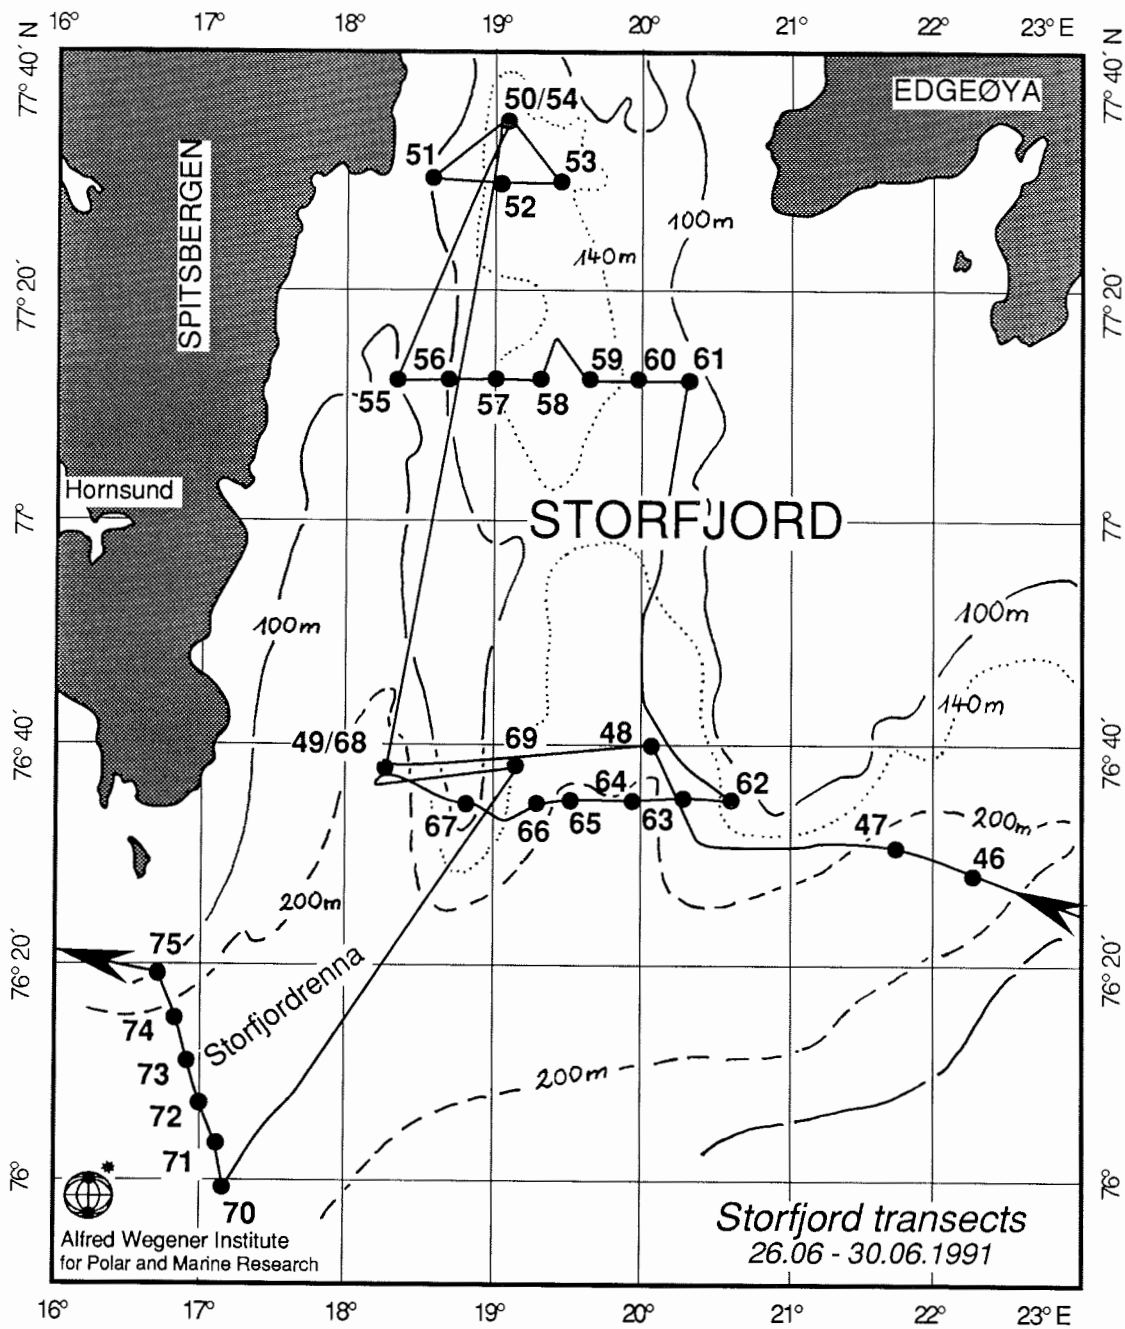 16° 17° 18° 19° 20° 21° 22° 23° E
77° 40´ N
77° 40´ N
EDGEØYA
50/54
51
53
52
SPITSBERGEN
100m
140m
77° 20´
77° 20´
56
59
60
61
55
57
58
Hornsund
STORFJORD
77°
77°
100m
100m
140m
76° 40´
76° 40´
49/68
69
48
62
64
67
66
65
63
47
200m
46
200m
75
76° 20´
76° 20´
Storfjordrenna
74
73
72
200m
71
76°
76°
70
Storfjord transects
26.06 - 30.06.1991
Alfred Wegener Institute
for Polar and Marine Research
16° 17° 18° 19° 20° 21° 22° 23° E